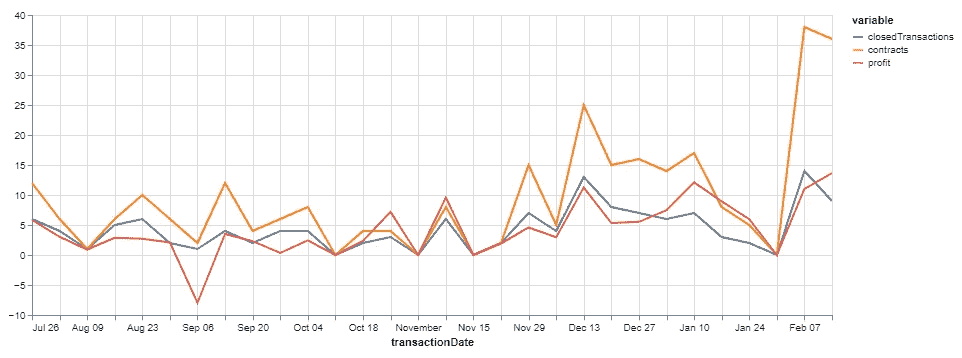 40
35
30
25
20
15
10
5
0
−5
−10
Jul 26 Aug 09 Aug 23 Sep 06 Sep 20 Oct 04 Oct 18 November Nov 15 Nov 29 Dec 13 Dec 27 Jan 10 Jan 24 Feb 07
transactionDate
variable
closedTransactions
contracts
profit